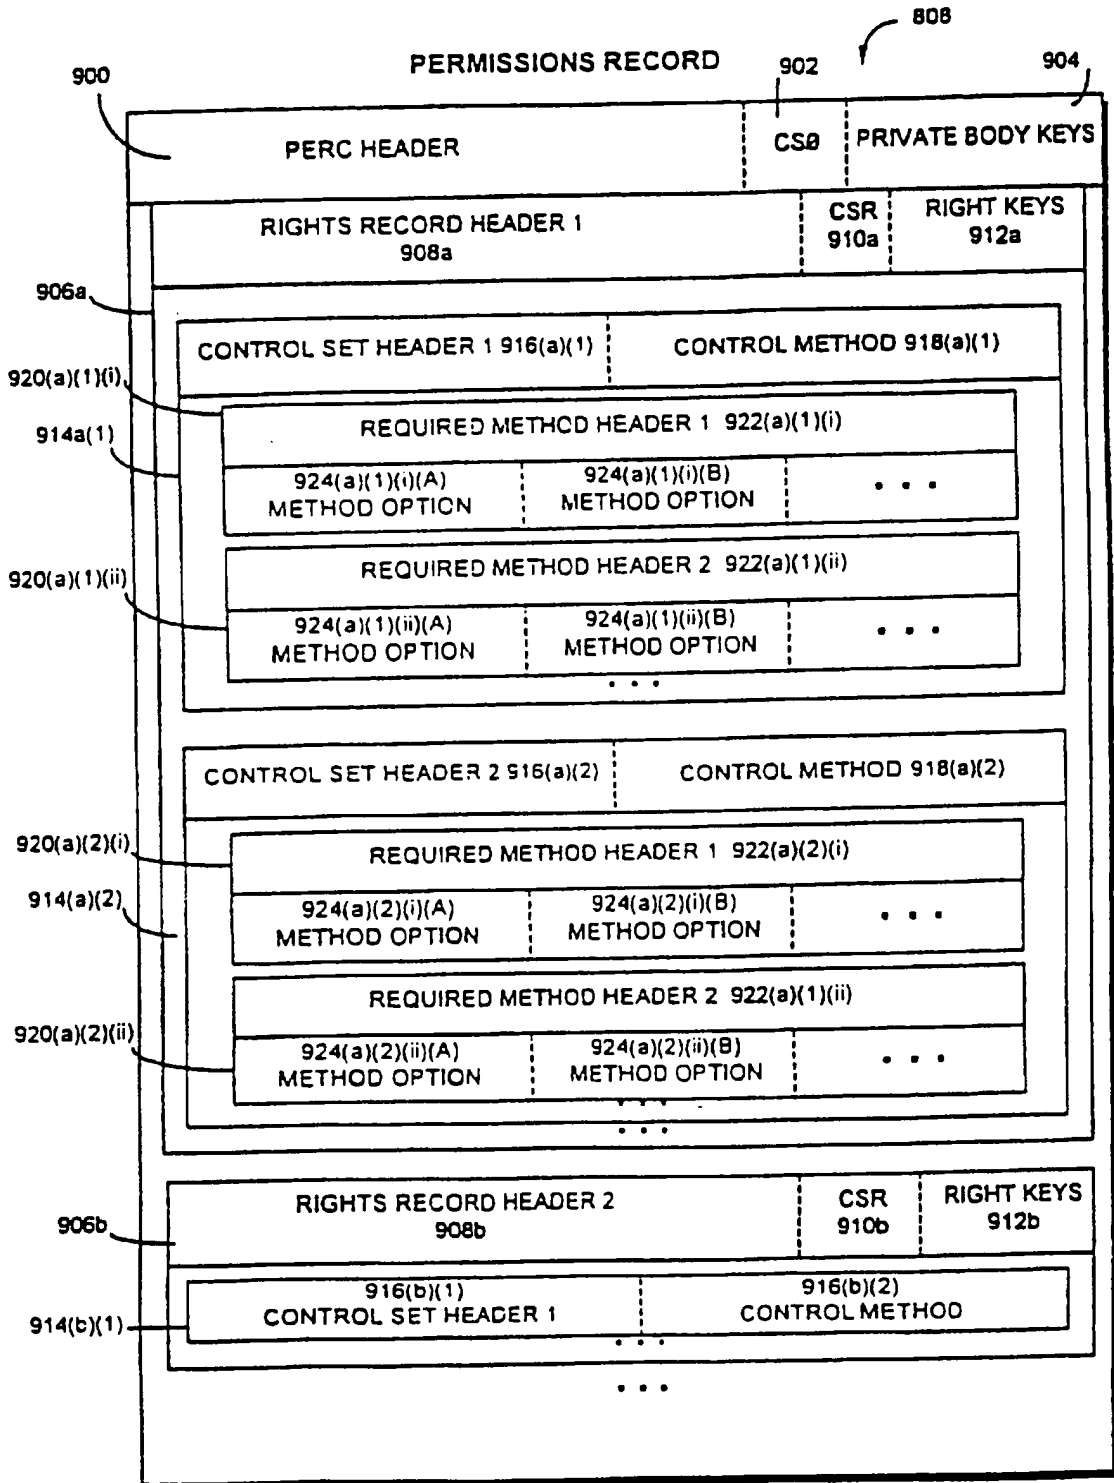 808
PERMISSIONS RECORD
900
902
904
PERC HEADER
CS0
PRIVATE BODY KEYS
RIGHTS RECORD HEADER 1
908a
CSR
910a
RIGHT KEYS
912a
906a
CONTROL SET HEADER 1 916(a)(1)
CONTROL METHOD 918(a)(1)
920(a)(1)(i)
REQUIRED METHOD HEADER 1 922(a)(1)(i)
914a(1)
924(a)(1)(i)(A)
METHOD OPTION
924(a)(1)(i)(B)
METHOD OPTION
• • •
920(a)(1)(ii)
REQUIRED METHOD HEADER 2 922(a)(1)(ii)
924(a)(1)(ii)(A)
METHOD OPTION
924(a)(1)(ii)(B)
METHOD OPTION
• • •
• • •
CONTROL SET HEADER 2 916(a)(2)
CONTROL METHOD 918(a)(2)
920(a)(2)(i)
REQUIRED METHOD HEADER 1 922(a)(2)(i)
914(a)(2)
924(a)(2)(i)(A)
METHOD OPTION
924(a)(2)(i)(B)
METHOD OPTION
• • •
REQUIRED METHOD HEADER 2 922(a)(1)(ii)
920(a)(2)(ii)
924(a)(2)(ii)(A)
METHOD OPTION
924(a)(2)(ii)(B)
METHOD OPTION
• • •
• • •
• • •
RIGHTS RECORD HEADER 2
908b
CSR
910b
RIGHT KEYS
912b
906b
914(b)(1)
916(b)(1)
CONTROL SET HEADER 1
916(b)(2)
CONTROL METHOD
• • •
• • •